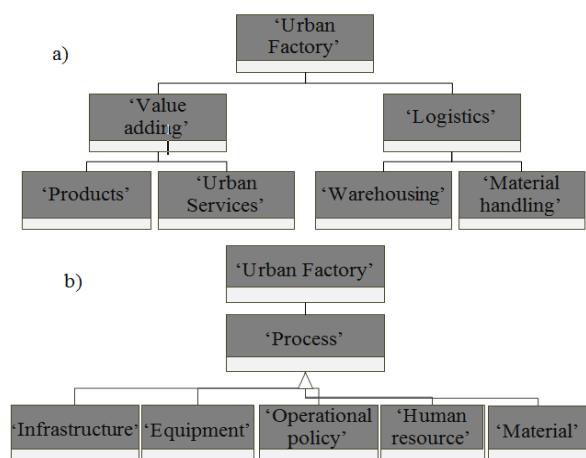 a)
‘Urban
Factory’
‘Value
adding’
‘Logistics’
‘Products’
‘Urban
Services’
‘Warehousing’
‘Material
handling’
b)
‘Urban Factory’
‘Process’
‘Infrastructure’
‘Equipment’
‘Operational
policy’
‘Human
resource’
‘Material’